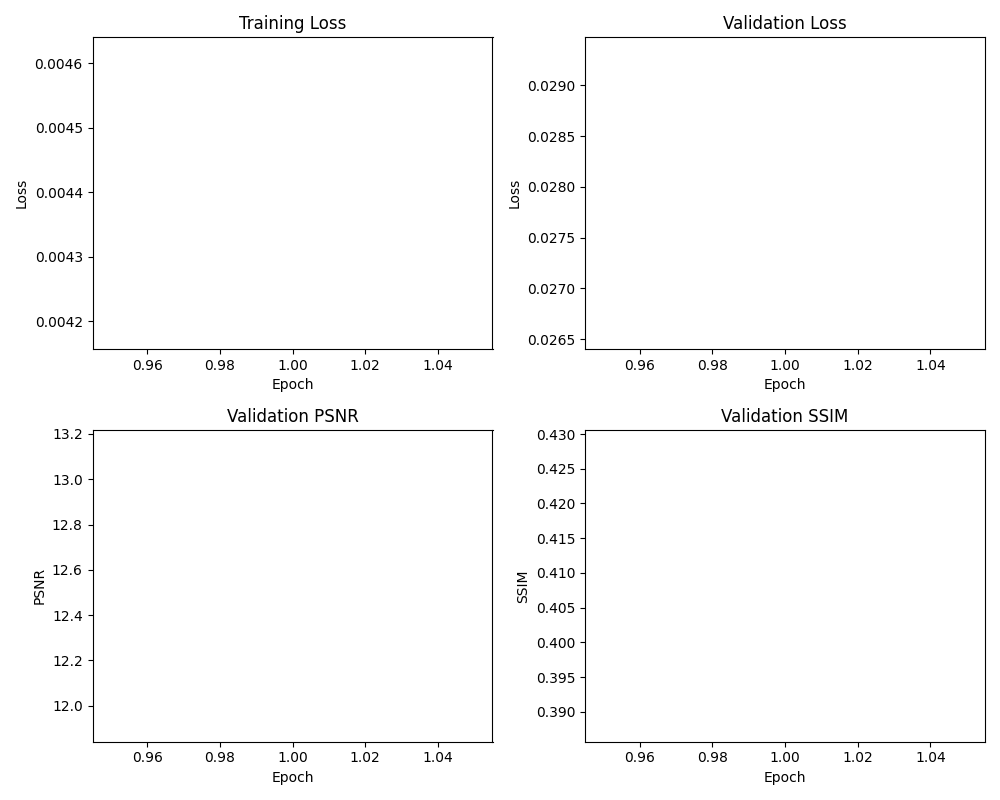 Training Loss
Loss
0.0046
0.0045
0.0044
0.0043
0.0042
0.96 0.98 1.00 1.02 1.04
Epoch
Validation Loss
Loss
0.0290
0.0285
0.0280
0.0275
0.0270
0.0265
0.96 0.98 1.00 1.02 1.04
Epoch
Validation PSNR
PSNR
13.2
13.0
12.8
12.6
12.4
12.2
12.0
0.96 0.98 1.00 1.02 1.04
Epoch
Validation SSIM
SSIM
0.430
0.425
0.420
0.415
0.410
0.405
0.400
0.395
0.390
0.96 0.98 1.00 1.02 1.04
Epoch